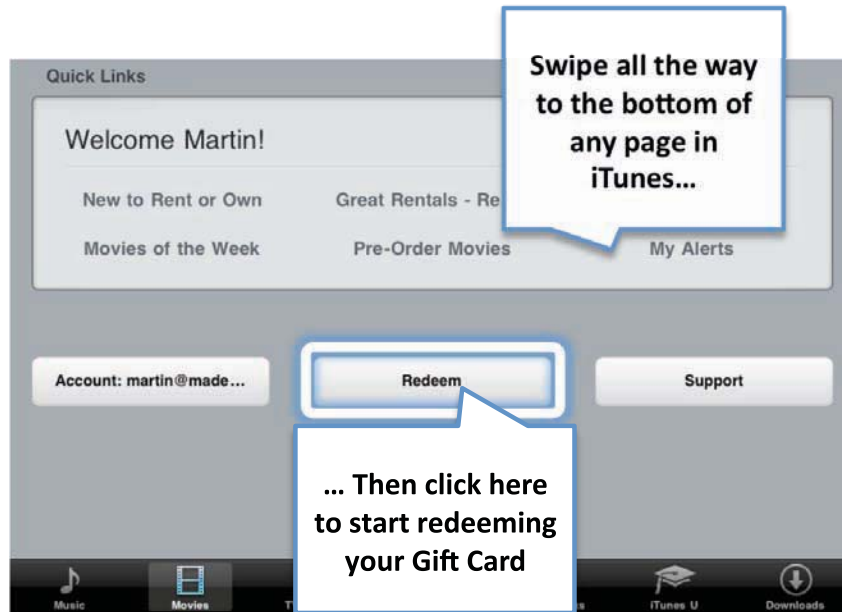 Quick Links
Swipe all the way
to the bottom of
any page in
iTunes...
Welcome Martin!
New to Rent or Own
Great Rentals - Re
Movies of the Week
Pre-Order Movies
My Alerts
Account: martin@made...
Redeem
Support
... Then click here
to start redeeming
your Gift Card
Music
Movies
iTunes U
Downloads